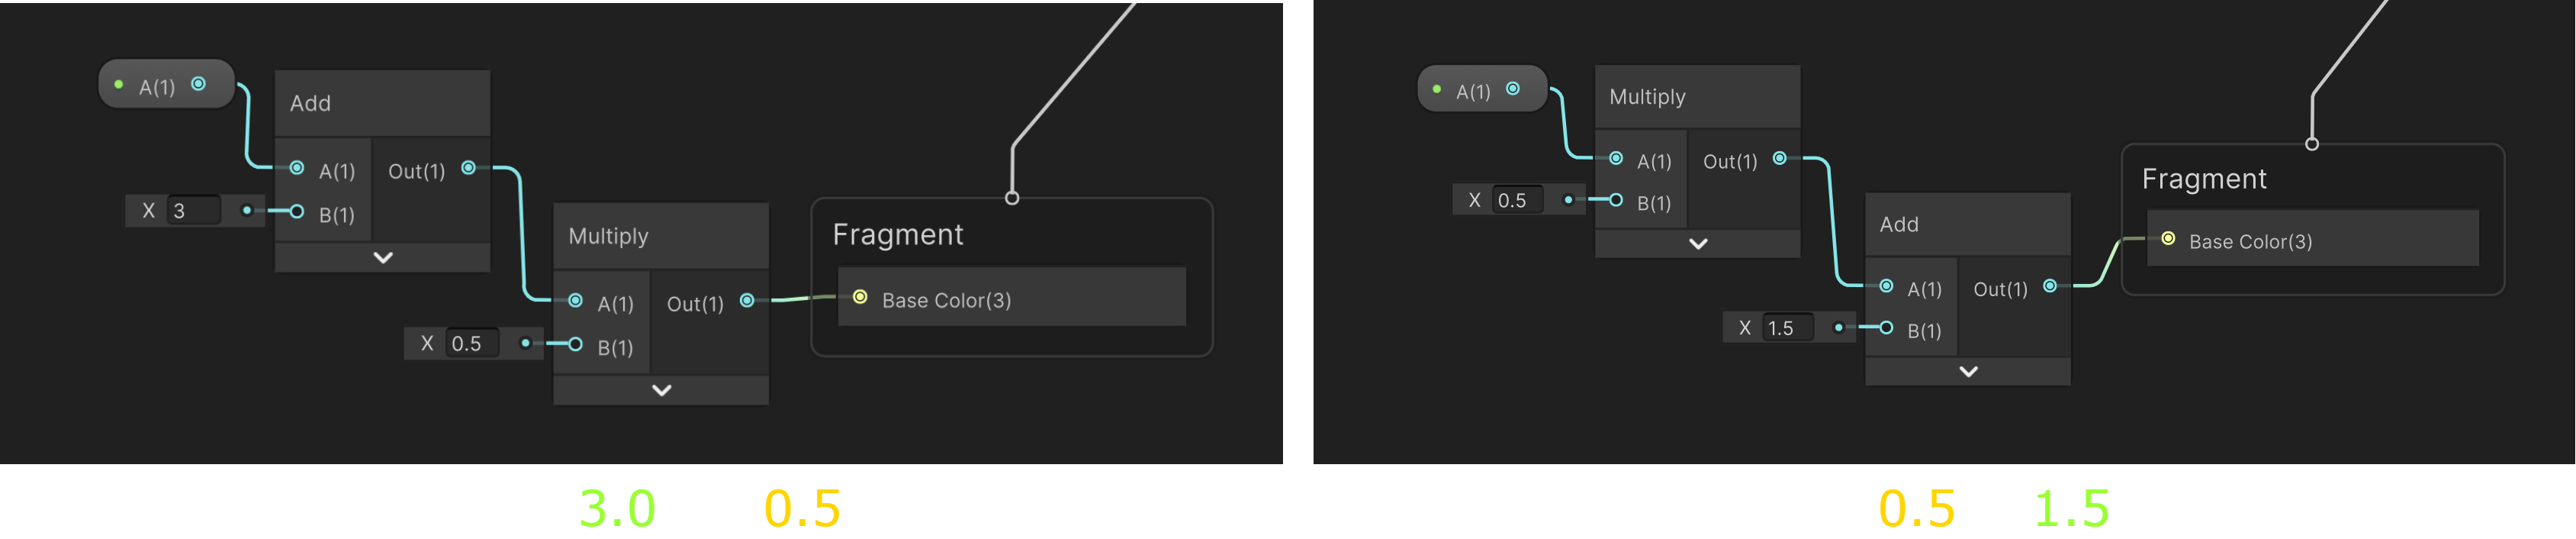 A(1)
Add
A(1) Out(1)
X 3 B(1)
Multiply
A(1) Out(1)
X 0.5 B(1)
Fragment
Base Color(3)
3.0 0.5
A(1)
Multiply
A(1) Out(1)
X 0.5 B(1)
Add
A(1) Out(1)
X 1.5 B(1)
Fragment
Base Color(3)
0.5 1.5